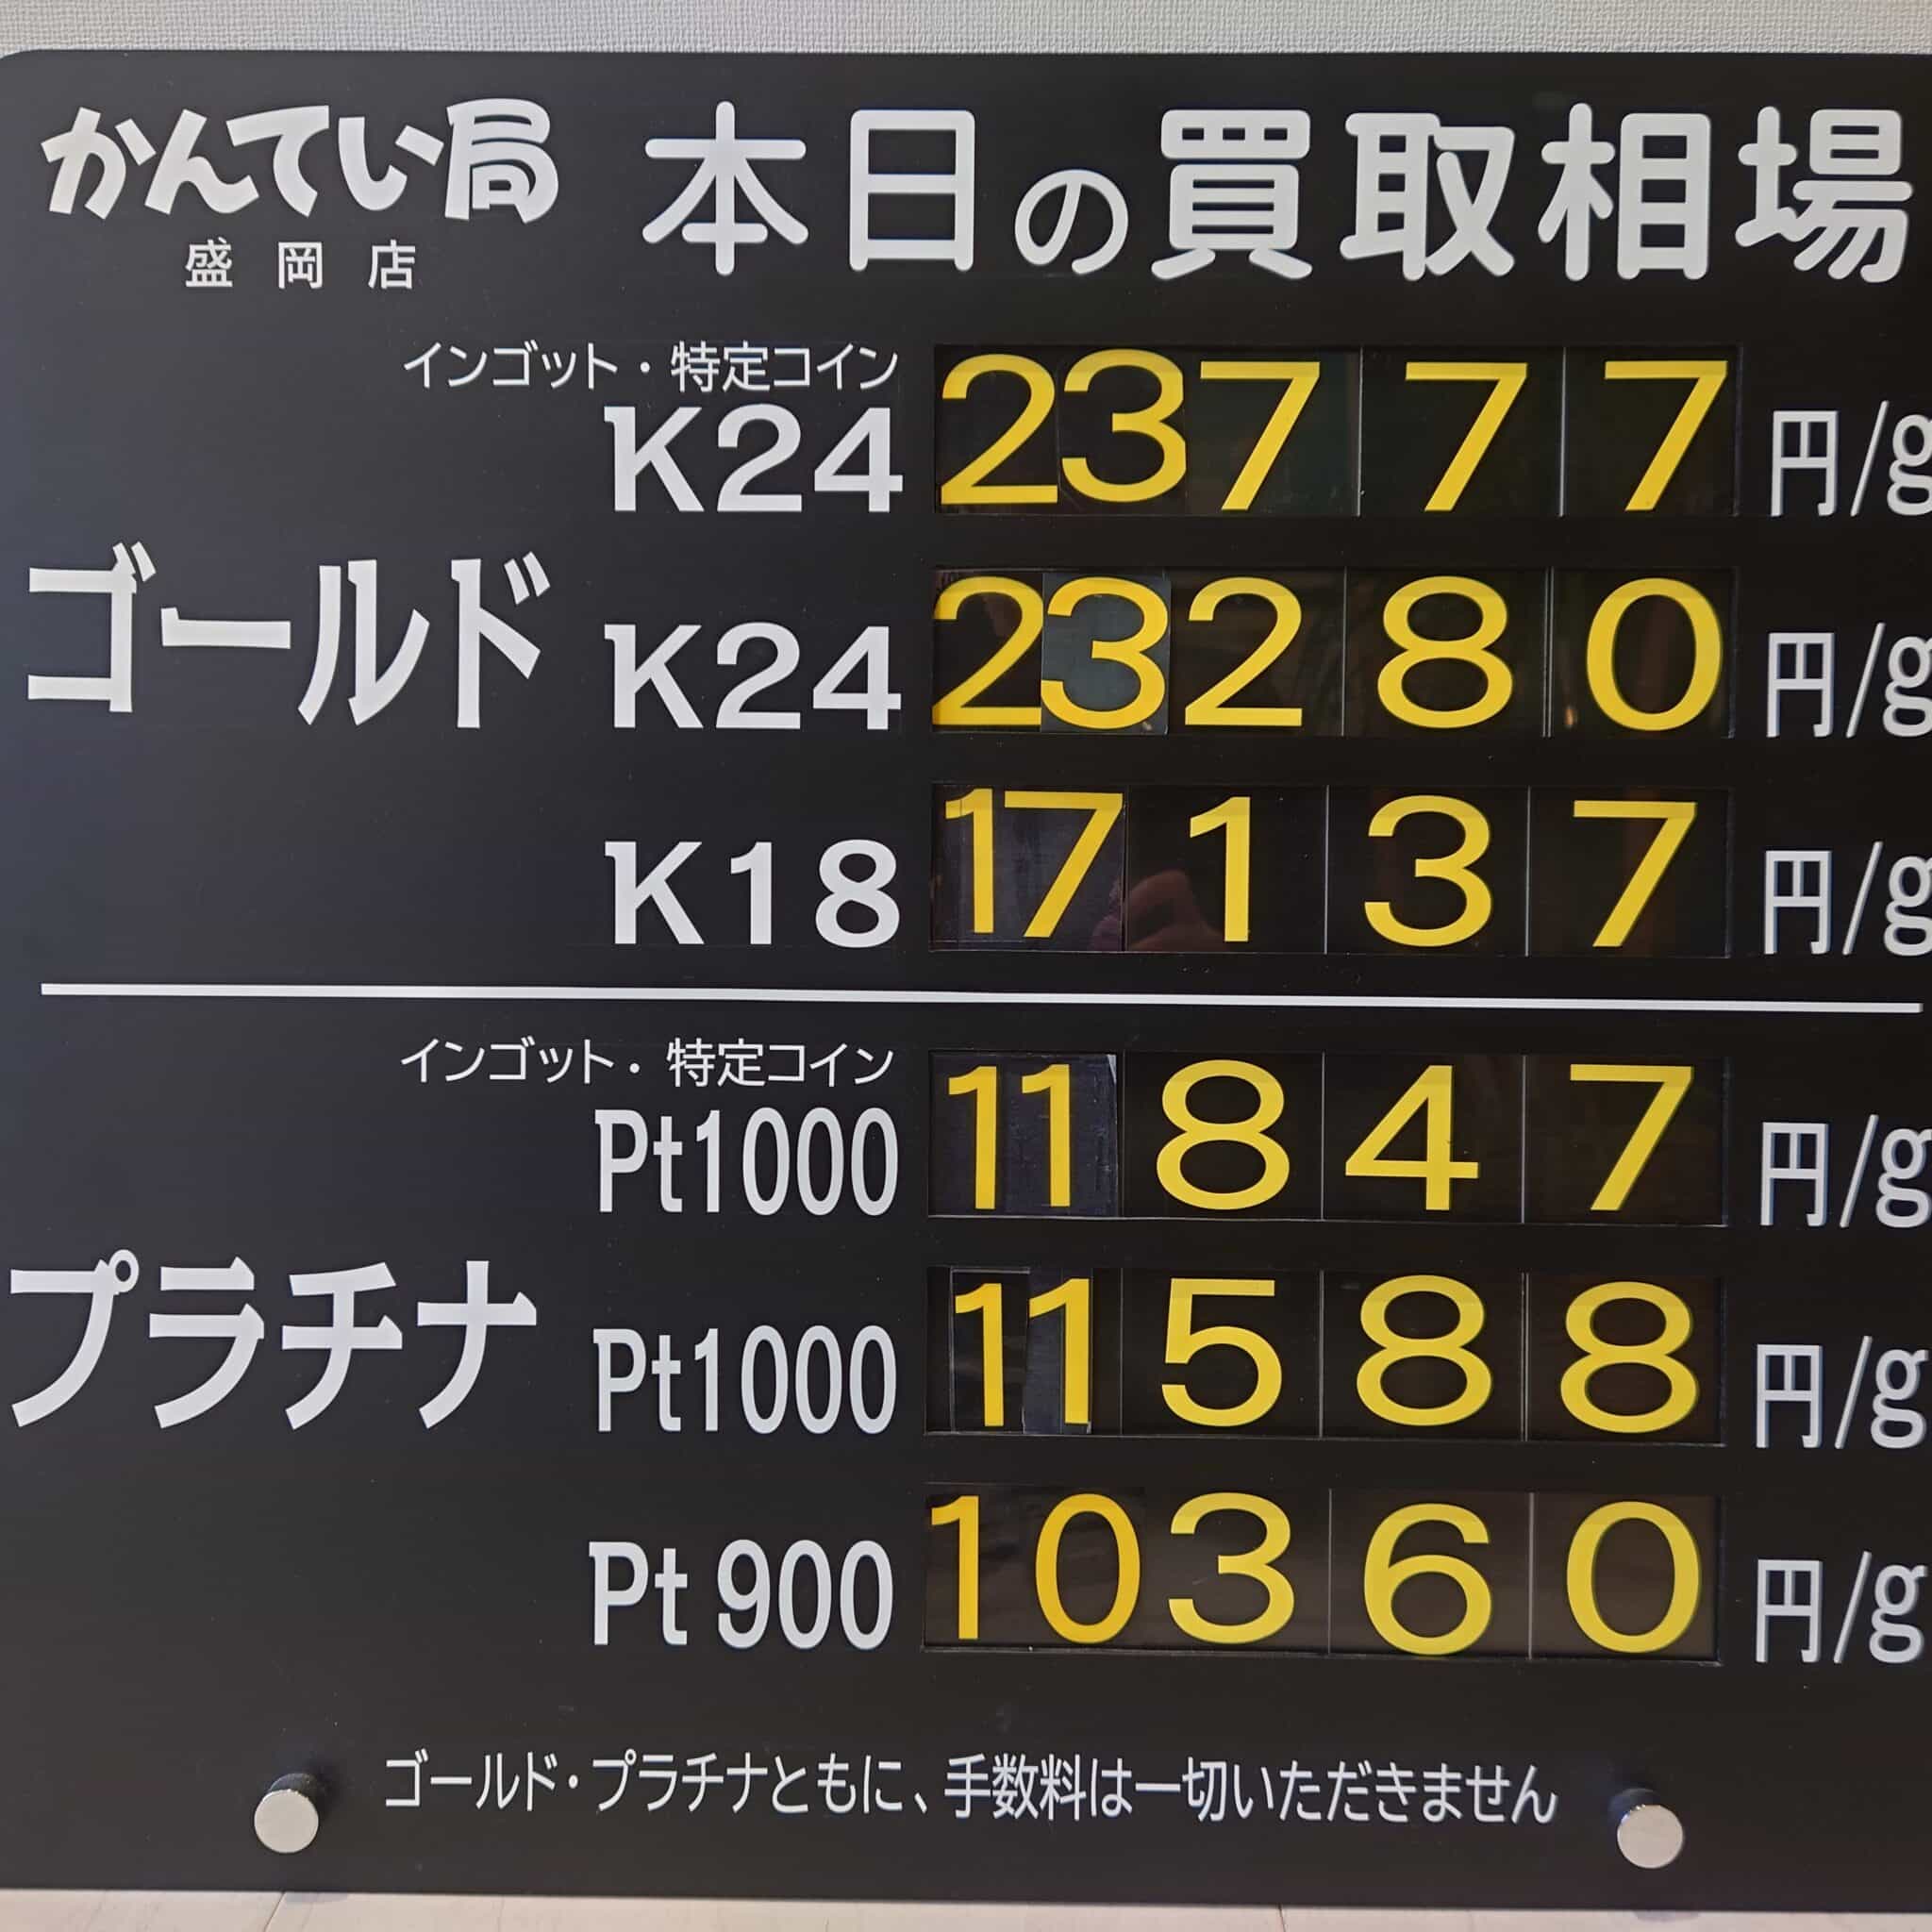 かんてい局 本日の買取相場
盛岡店
インゴット・特定コイン
K24 23777 円/g
ゴールド K24 23280 円/g
K18 17137 円/g
インゴット・特定コイン
Pt1000 11847 円/g
プラチナ Pt1000 11588 円/g
Pt900 10360 円/g
ゴールド・プラチナともに、手数料は一切いただきません